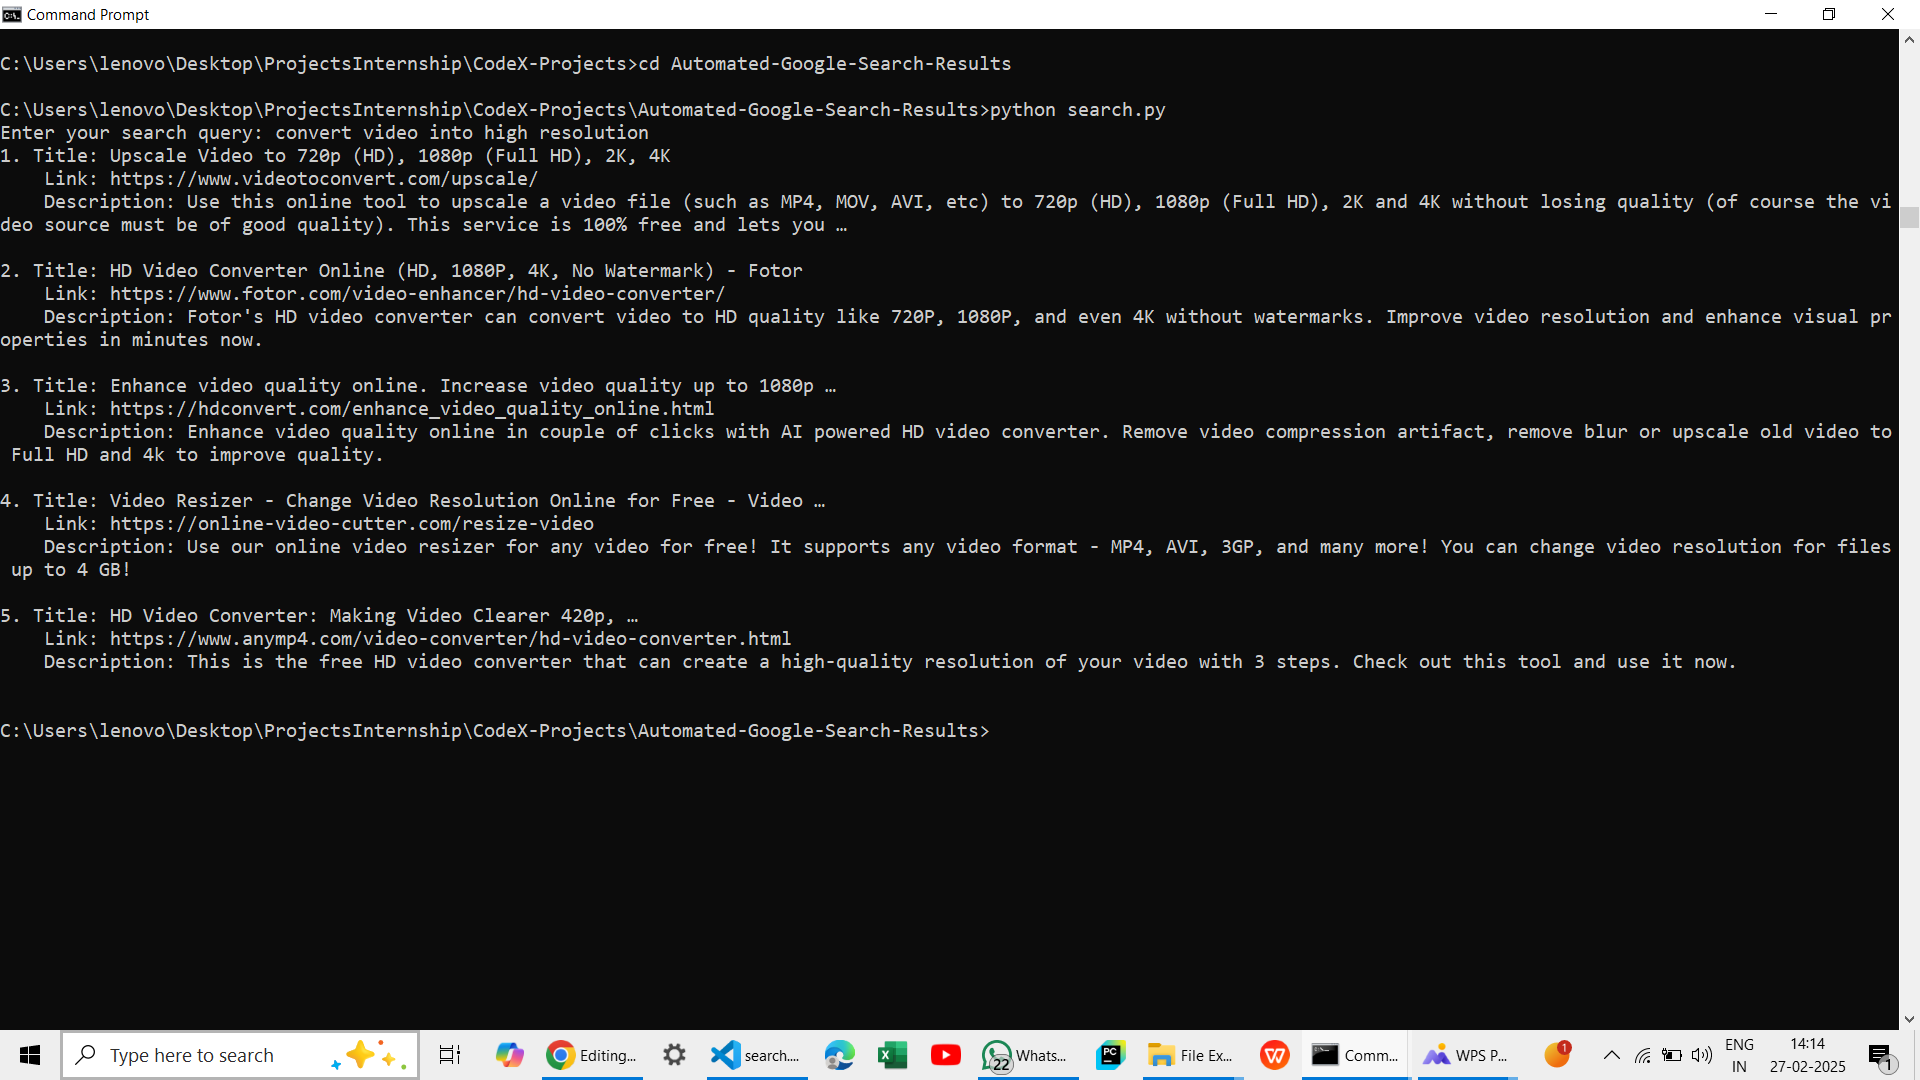 Command Prompt
C:\Users\lenovo\Desktop\ProjectsInternship\CodeX-Projects>cd Automated-Google-Search-Results
C:\Users\lenovo\Desktop\ProjectsInternship\CodeX-Projects\Automated-Google-Search-Results>python search.py
Enter your search query: convert video into high resolution
1. Title: Upscale Video to 720p (HD), 1080p (Full HD), 2K, 4K
Link: https://www.videotoconvert.com/upscale/
Description: Use this online tool to upscale a video file (such as MP4, MOV, AVI, etc) to 720p (HD), 1080p (Full HD), 2K and 4K without losing quality (of course the vi
deo source must be of good quality). This service is 100% free and lets you …
2. Title: HD Video Converter Online (HD, 1080P, 4K, No Watermark) - Fotor
Link: https://www.fotor.com/video-enhancer/hd-video-converter/
Description: Fotor's HD video converter can convert video to HD quality like 720P, 1080P, and even 4K without watermarks. Improve video resolution and enhance visual pr
operties in minutes now.
3. Title: Enhance video quality online. Increase video quality up to 1080p …
Link: https://hdconvert.com/enhance_video_quality_online.html
Description: Enhance video quality online in couple of clicks with AI powered HD video converter. Remove video compression artifact, remove blur or upscale old video to
Full HD and 4k to improve quality.
4. Title: Video Resizer - Change Video Resolution Online for Free - Video …
Link: https://online-video-cutter.com/resize-video
Description: Use our online video resizer for any video for free! It supports any video format - MP4, AVI, 3GP, and many more! You can change video resolution for files
up to 4 GB!
5. Title: HD Video Converter: Making Video Clearer 420p, …
Link: https://www.anymp4.com/video-converter/hd-video-converter.html
Description: This is the free HD video converter that can create a high-quality resolution of your video with 3 steps. Check out this tool and use it now.
C:\Users\lenovo\Desktop\ProjectsInternship\CodeX-Projects\Automated-Google-Search-Results>
Type here to search
Editing...
search....
22
Whats...
PC
File Ex...
W
Comm...
WPS P...
1
ENG
IN
14:14
27-02-2025
1